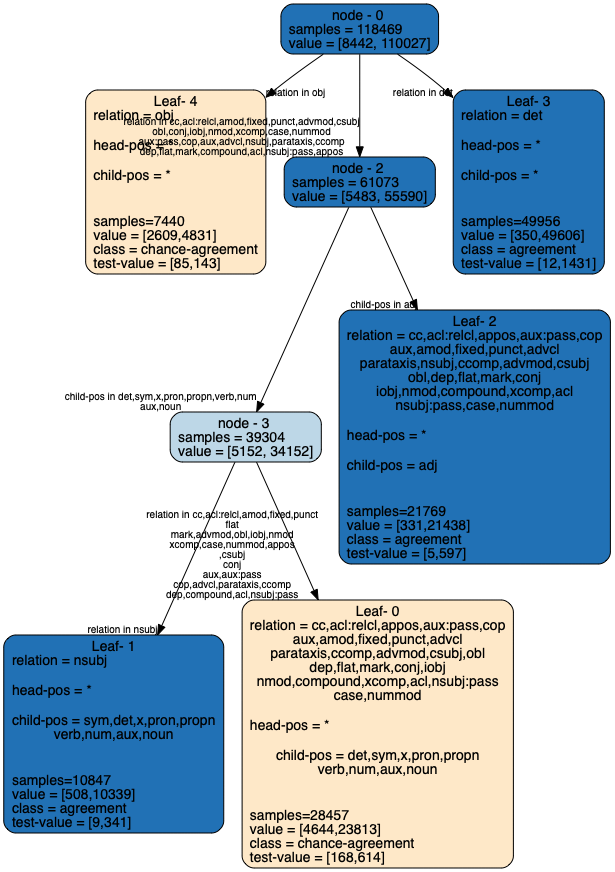 node - 0
samples = 118469
value = [8442, 110027]
relation in obj
relation in cc,acl:relcl,amod,fixed,punct,advmod,csubj
obl,conj,iobj,nmod,xcomp,case,nummod
aux:pass,cop,aux,advcl,nsubj,parataxis,ccomp
dep,flat,mark,compound,acl,nsubj:pass,appos
relation in det
Leaf- 4
relation = obj
head-pos = *
child-pos = *
samples=7440
value = [2609,4831]
class = chance-agreement
test-value = [85,143]
node - 2
samples = 61073
value = [5483, 55590]
Leaf- 3
relation = det
head-pos = *
child-pos = *
samples=49956
value = [350,49606]
class = agreement
test-value = [12,1431]
child-pos in adj
child-pos in det,sym,x,pron,propn,verb,num
aux,noun
Leaf- 2
relation = cc,acl:relcl,appos,aux:pass,cop
aux,amod,fixed,punct,advcl
parataxis,nsubj,ccomp,advmod,csubj
obl,dep,flat,mark,conj
iobj,nmod,compound,xcomp,acl
nsubj:pass,case,nummod
head-pos = *
child-pos = adj
samples=21769
value = [331,21438]
class = agreement
test-value = [5,597]
node - 3
samples = 39304
value = [5152, 34152]
relation in cc,acl:relcl,amod,fixed,punct
flat
mark,advmod,obl,iobj,nmod
xcomp,case,nummod,appos
,csubj
conj
aux,aux:pass
cop,advcl,parataxis,ccomp
dep,compound,acl,nsubj:pass
relation in nsubj
Leaf- 1
relation = nsubj
head-pos = *
child-pos = sym,det,x,pron,propn
verb,num,aux,noun
samples=10847
value = [508,10339]
class = agreement
test-value = [9,341]
Leaf- 0
relation = cc,acl:relcl,appos,aux:pass,cop
aux,amod,fixed,punct,advcl
parataxis,ccomp,advmod,csubj,obl
dep,flat,mark,conj,iobj
nmod,compound,xcomp,acl,nsubj:pass
case,nummod
head-pos = *
child-pos = det,sym,x,pron,propn
verb,num,aux,noun
samples=28457
value = [4644,23813]
class = chance-agreement
test-value = [168,614]